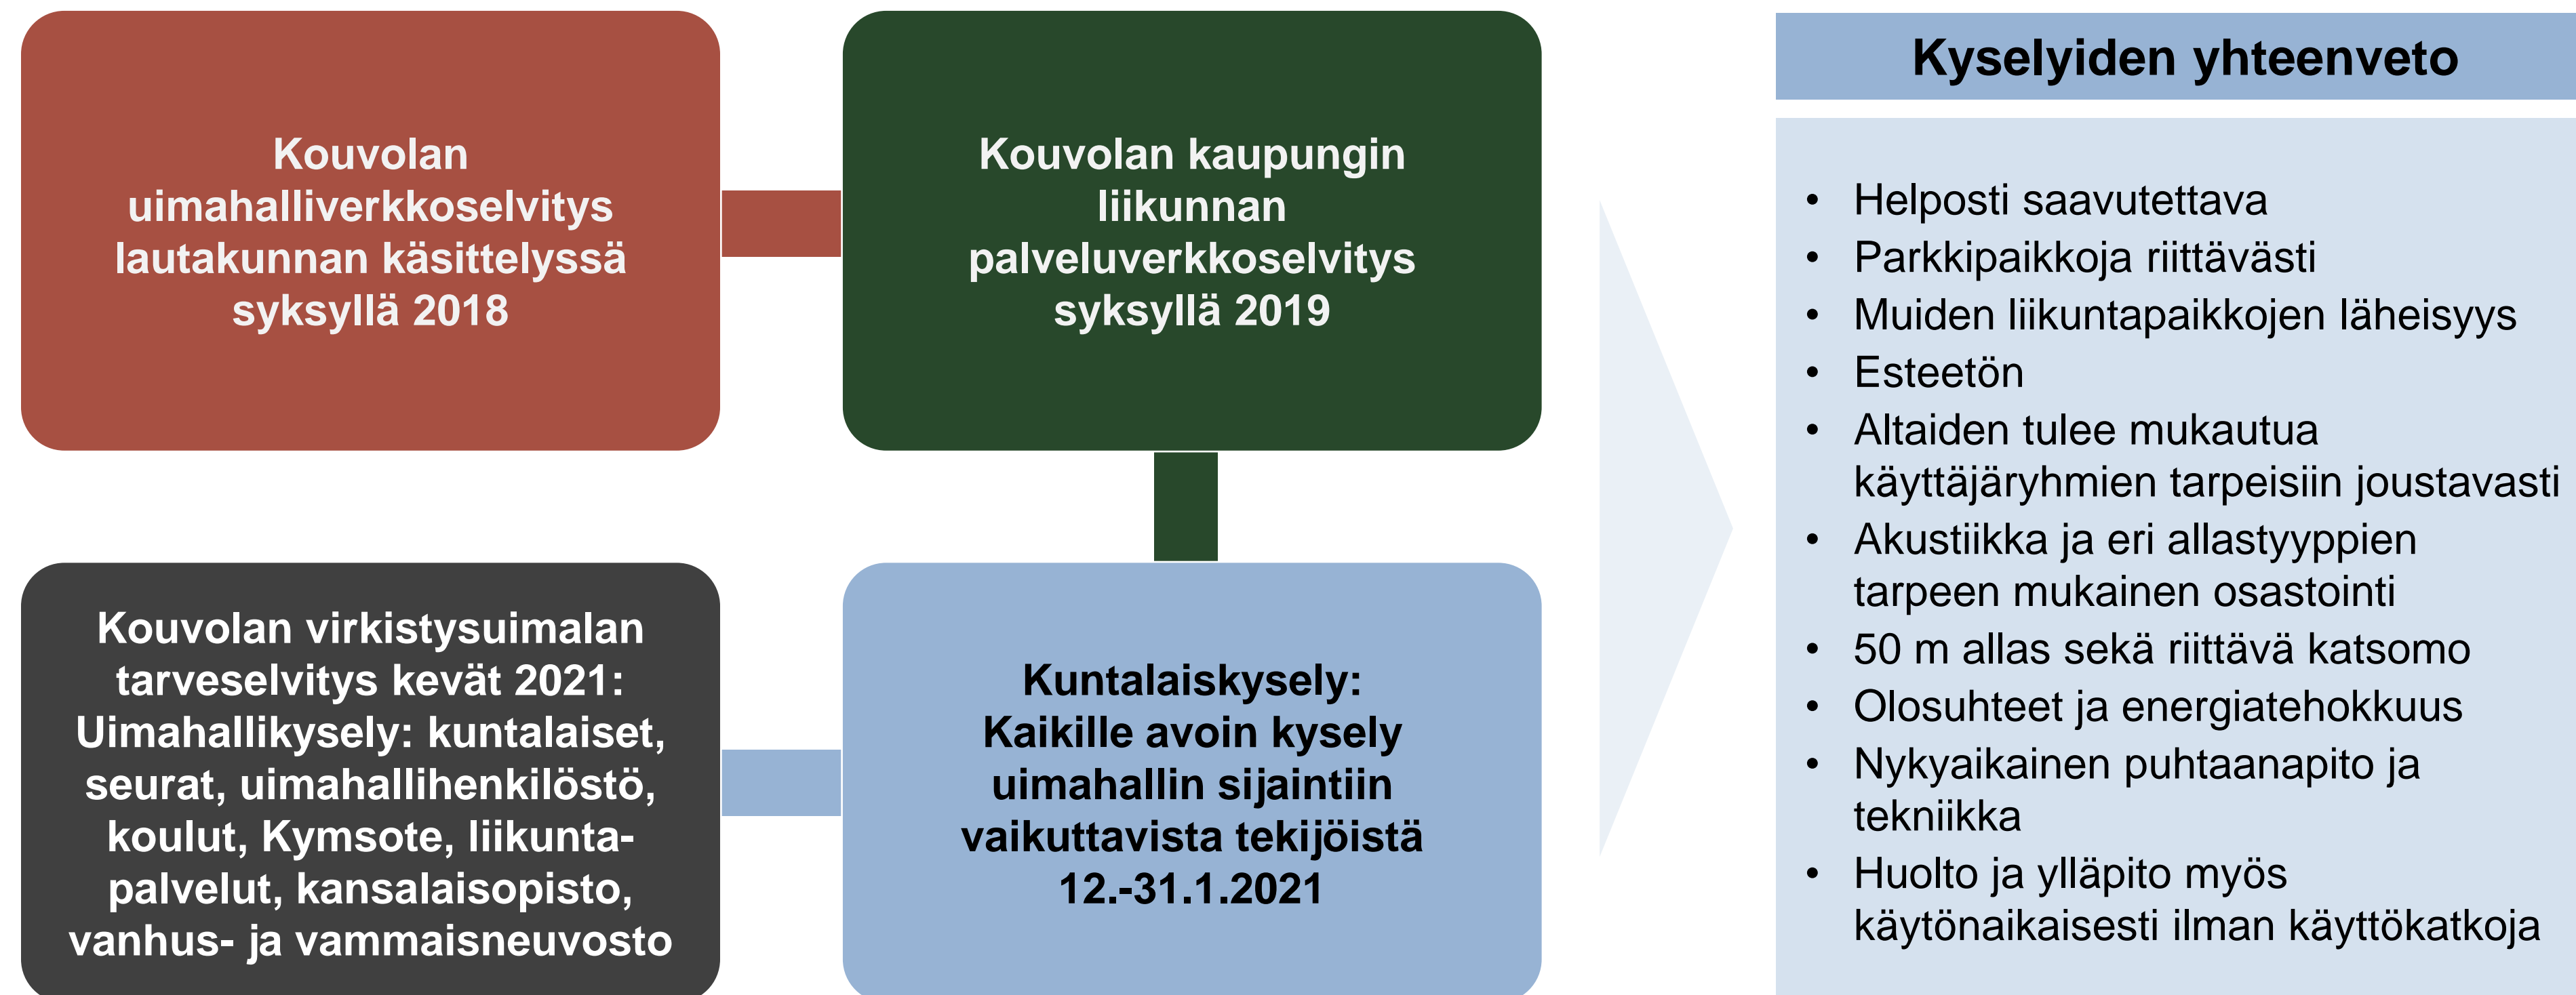 Kouvolan
uimahalliverkkoselvitys
lautakunnan käsittelyssä
syksyllä 2018
Kouvolan kaupungin
liikunnan
palveluverkkoselvitys
syksyllä 2019
Kuntalaiskysely:
Kaikille avoin kysely
uimahallin sijaintiin
vaikuttavista tekijöistä
12.-31.1.2021
Kouvolan virkistysuimalan
tarveselvitys kevät 2021:
Uimahallikysely: kuntalaiset,
seurat, uimahallihenkilöstö,
koulut, Kymsote, liikunta-
palvelut, kansalaisopisto,
vanhus- ja vammaisneuvosto
Kyselyiden yhteenveto
• Helposti saavutettava
• Parkkipaikkoja riittävästi
• Muiden liikuntapaikkojen läheisyys
• Esteetön
• Altaiden tulee mukautua
käyttäjäryhmien tarpeisiin joustavasti
• Akustiikka ja eri allastyyppien
tarpeen mukainen osastointi
• 50 m allas sekä riittävä katsomo
• Olosuhteet ja energiatehokkuus
• Nykyaikainen puhtaanapito ja
tekniikka
• Huolto ja ylläpito myös
käytönaikaisesti ilman käyttökatkoja